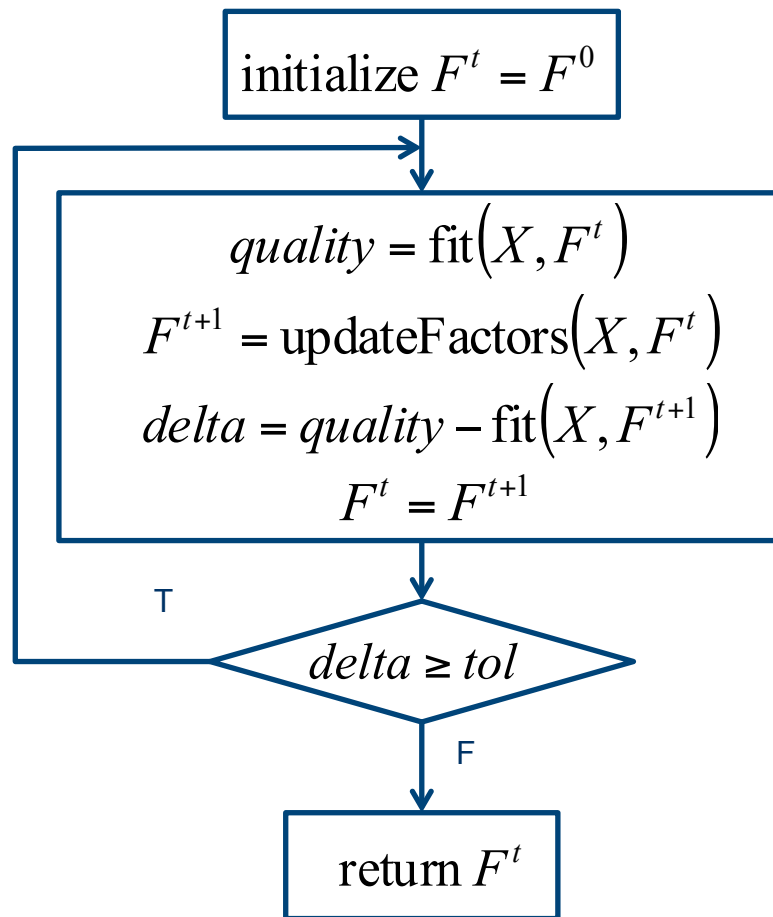 initialize F^t = F^0
quality = fit(X, F^t)
F^{t+1} = updateFactors(X, F^t)
delta = quality − fit(X, F^{t+1})
F^t = F^{t+1}
T
delta ≥ tol
F
return F^t